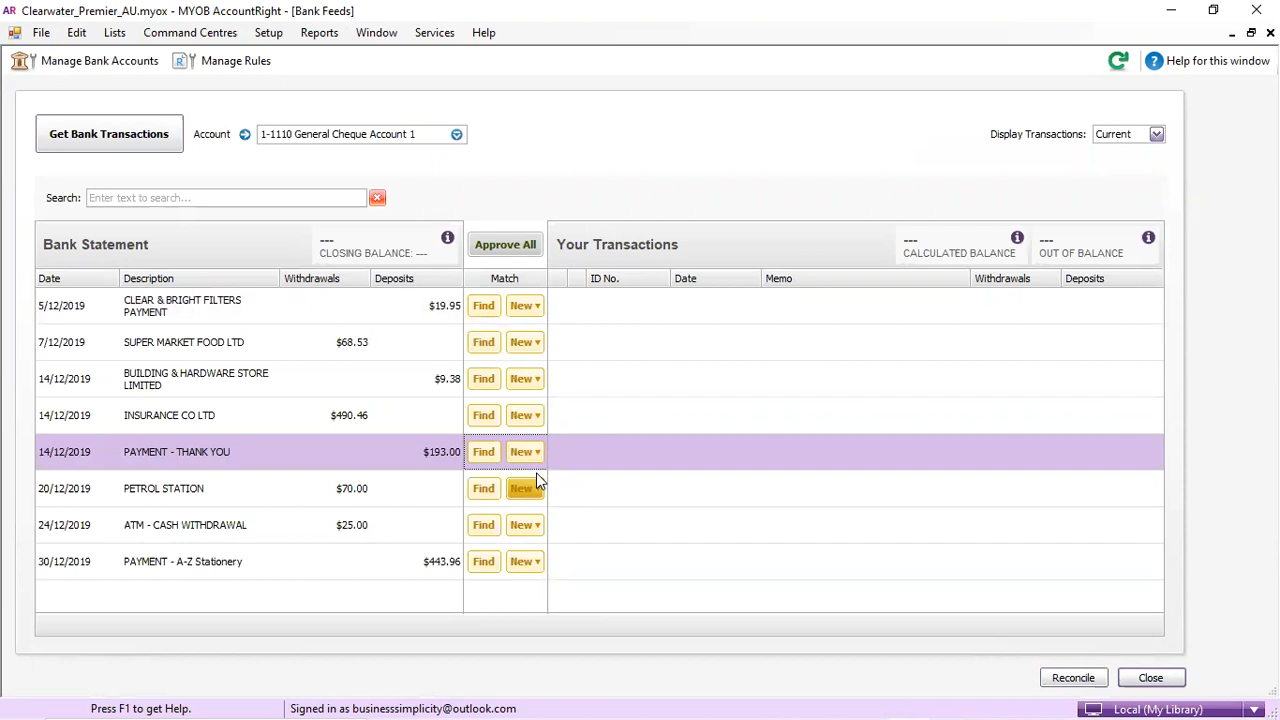 AR Clearwater_Premier_AU.myox - MYOB AccountRight - [Bank Feeds]
File Edit Lists Command Centres Setup Reports Window Services Help
Manage Bank Accounts Manage Rules Help for this window
Get Bank Transactions Account 1-1110 General Cheque Account 1 Display Transactions: Current
Search: Enter text to search...
Bank Statement --- CLOSING BALANCE: --- Approve All Your Transactions --- CALCULATED BALANCE --- OUT OF BALANCE
Date Description Withdrawals Deposits Match ID No. Date Memo Withdrawals Deposits
5/12/2019 CLEAR & BRIGHT FILTERS PAYMENT $19.95 Find New
7/12/2019 SUPER MARKET FOOD LTD $68.53 Find New
14/12/2019 BUILDING & HARDWARE STORE LIMITED $9.38 Find New
14/12/2019 INSURANCE CO LTD $490.46 Find New
14/12/2019 PAYMENT - THANK YOU $193.00 Find New
20/12/2019 PETROL STATION $70.00 Find New
24/12/2019 ATM - CASH WITHDRAWAL $25.00 Find New
30/12/2019 PAYMENT - A-Z Stationery $443.96 Find New
Reconcile Close
Press F1 to get Help. Signed in as businessimplicity@outlook.com Local (My Library)